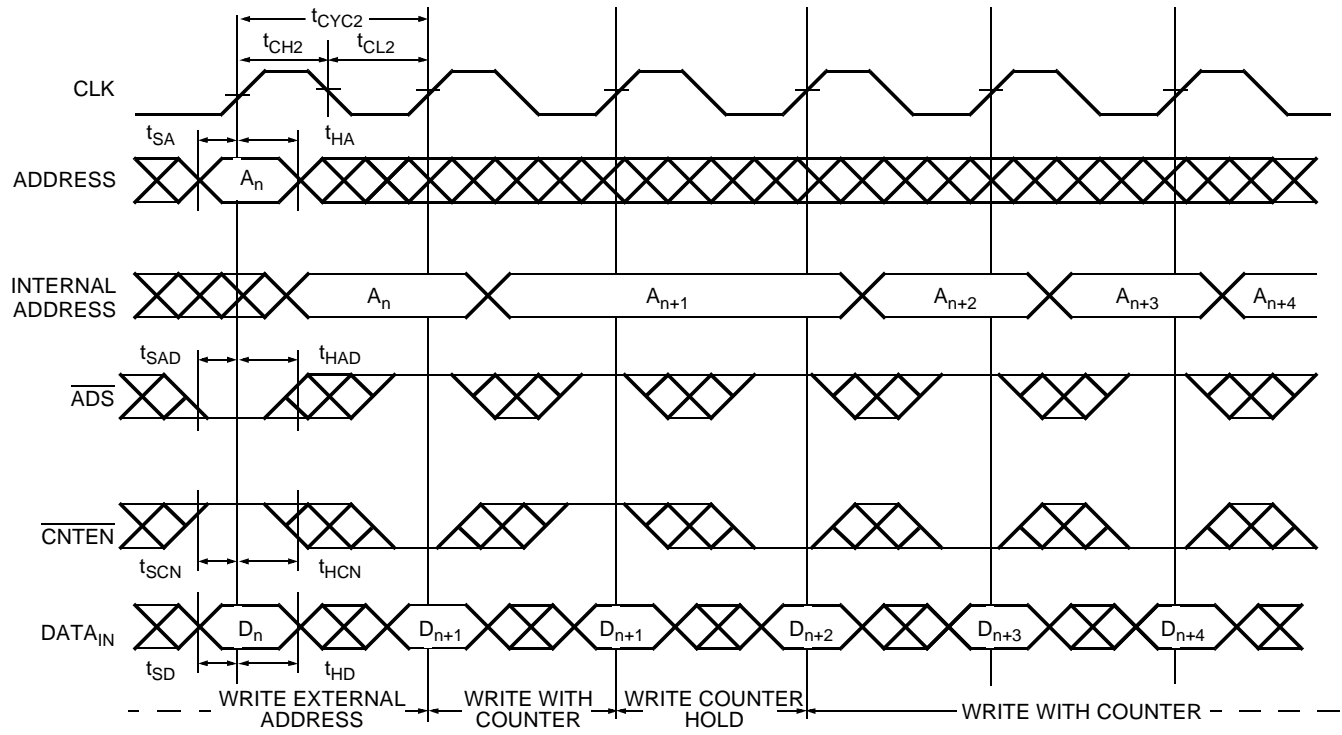 tCYC2
tCH2 tCL2
CLK
tSA tHA
ADDRESS An
INTERNAL
ADDRESS
An An+1 An+2 An+3 An+4
tSAD tHAD
ADS
CNTEN
tSCN tHCN
DATAIN Dn Dn+1 Dn+1 Dn+2 Dn+3 Dn+4
tSD tHD
WRITE EXTERNAL
ADDRESS
WRITE WITH
COUNTER
WRITE COUNTER
HOLD
WRITE WITH COUNTER